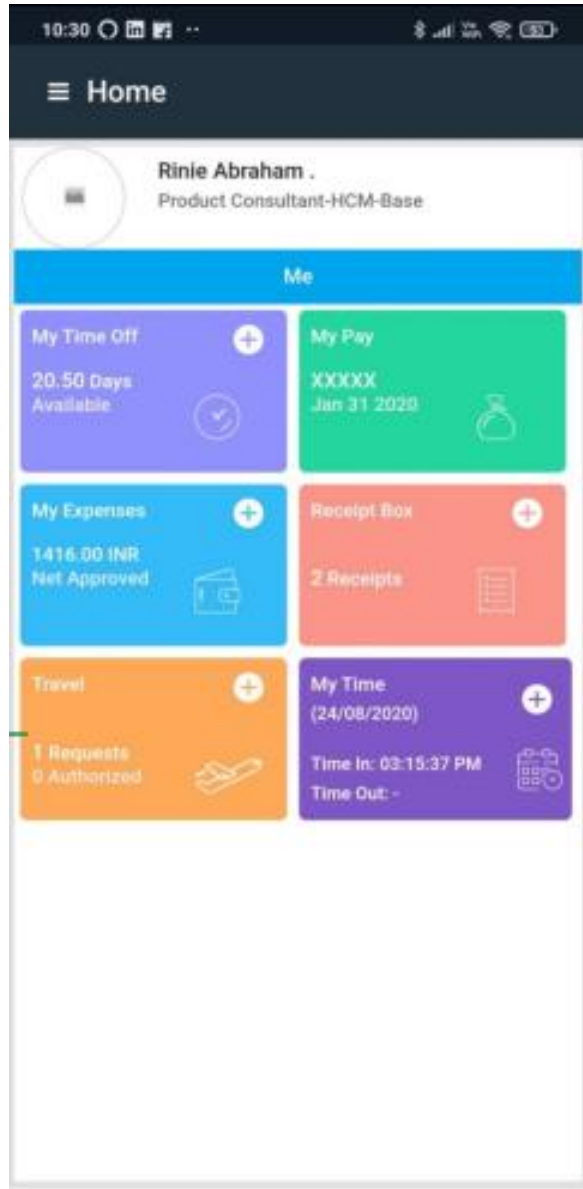 10:30
Home
Rinie Abraham .
Product Consultant-HCM-Base
Me
My Time Off
20.50 Days
Available
My Pay
XXXXX
Jan 31 2020
My Expenses
1416.00 INR
Net Approved
Receipt Box
2 Receipts
Travel
1 Requests
0 Authorized
My Time
(24/08/2020)
Time In: 03:15:37 PM
Time Out: -